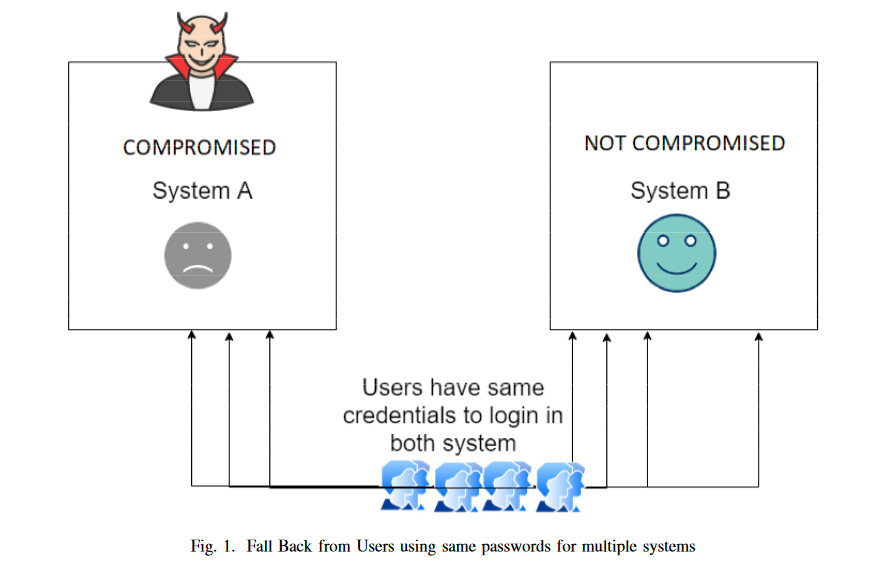 COMPROMISED
System A
NOT COMPROMISED
System B
Users have same
credentials to login in
both system
Fig. 1. Fall Back from Users using same passwords for multiple systems